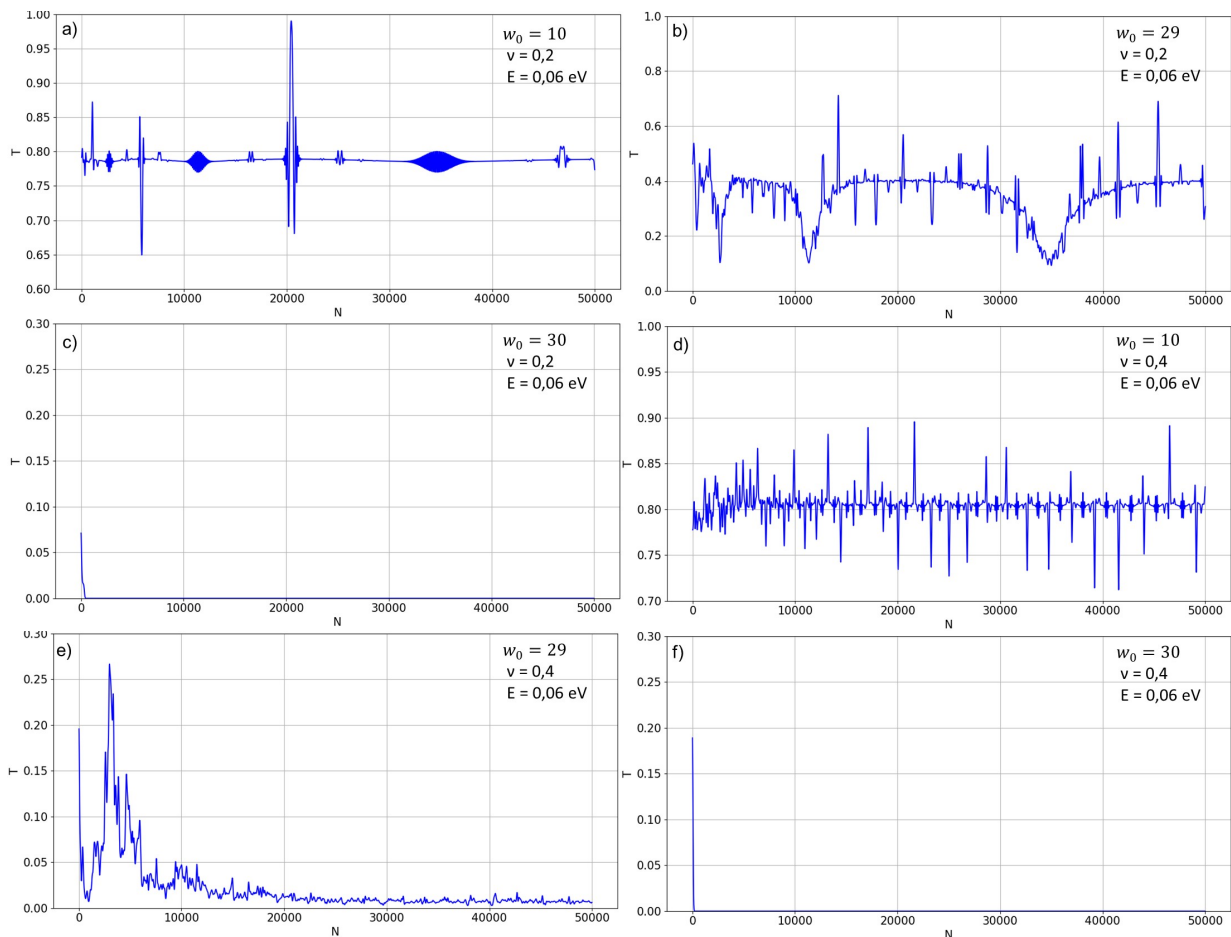 a)
w₀ = 10
ν = 0,2
E = 0,06 eV
1.00
0.95
0.90
0.85
0.80
0.75
0.70
0.65
0.60
T
0
10000
20000
30000
40000
50000
N
b)
w₀ = 29
ν = 0,2
E = 0,06 eV
1.0
0.8
0.6
0.4
0.2
0.0
T
0
10000
20000
30000
40000
50000
N
c)
w₀ = 30
ν = 0,2
E = 0,06 eV
0.30
0.25
0.20
0.15
0.10
0.05
0.00
T
0
10000
20000
30000
40000
50000
N
d)
w₀ = 10
ν = 0,4
E = 0,06 eV
1.00
0.95
0.90
0.85
0.80
0.75
0.70
T
0
10000
20000
30000
40000
50000
N
e)
w₀ = 29
ν = 0,4
E = 0,06 eV
0.30
0.25
0.20
0.15
0.10
0.05
0.00
T
0
10000
20000
30000
40000
50000
N
f)
w₀ = 30
ν = 0,4
E = 0,06 eV
0.30
0.25
0.20
0.15
0.10
0.05
0.00
T
0
10000
20000
30000
40000
50000
N